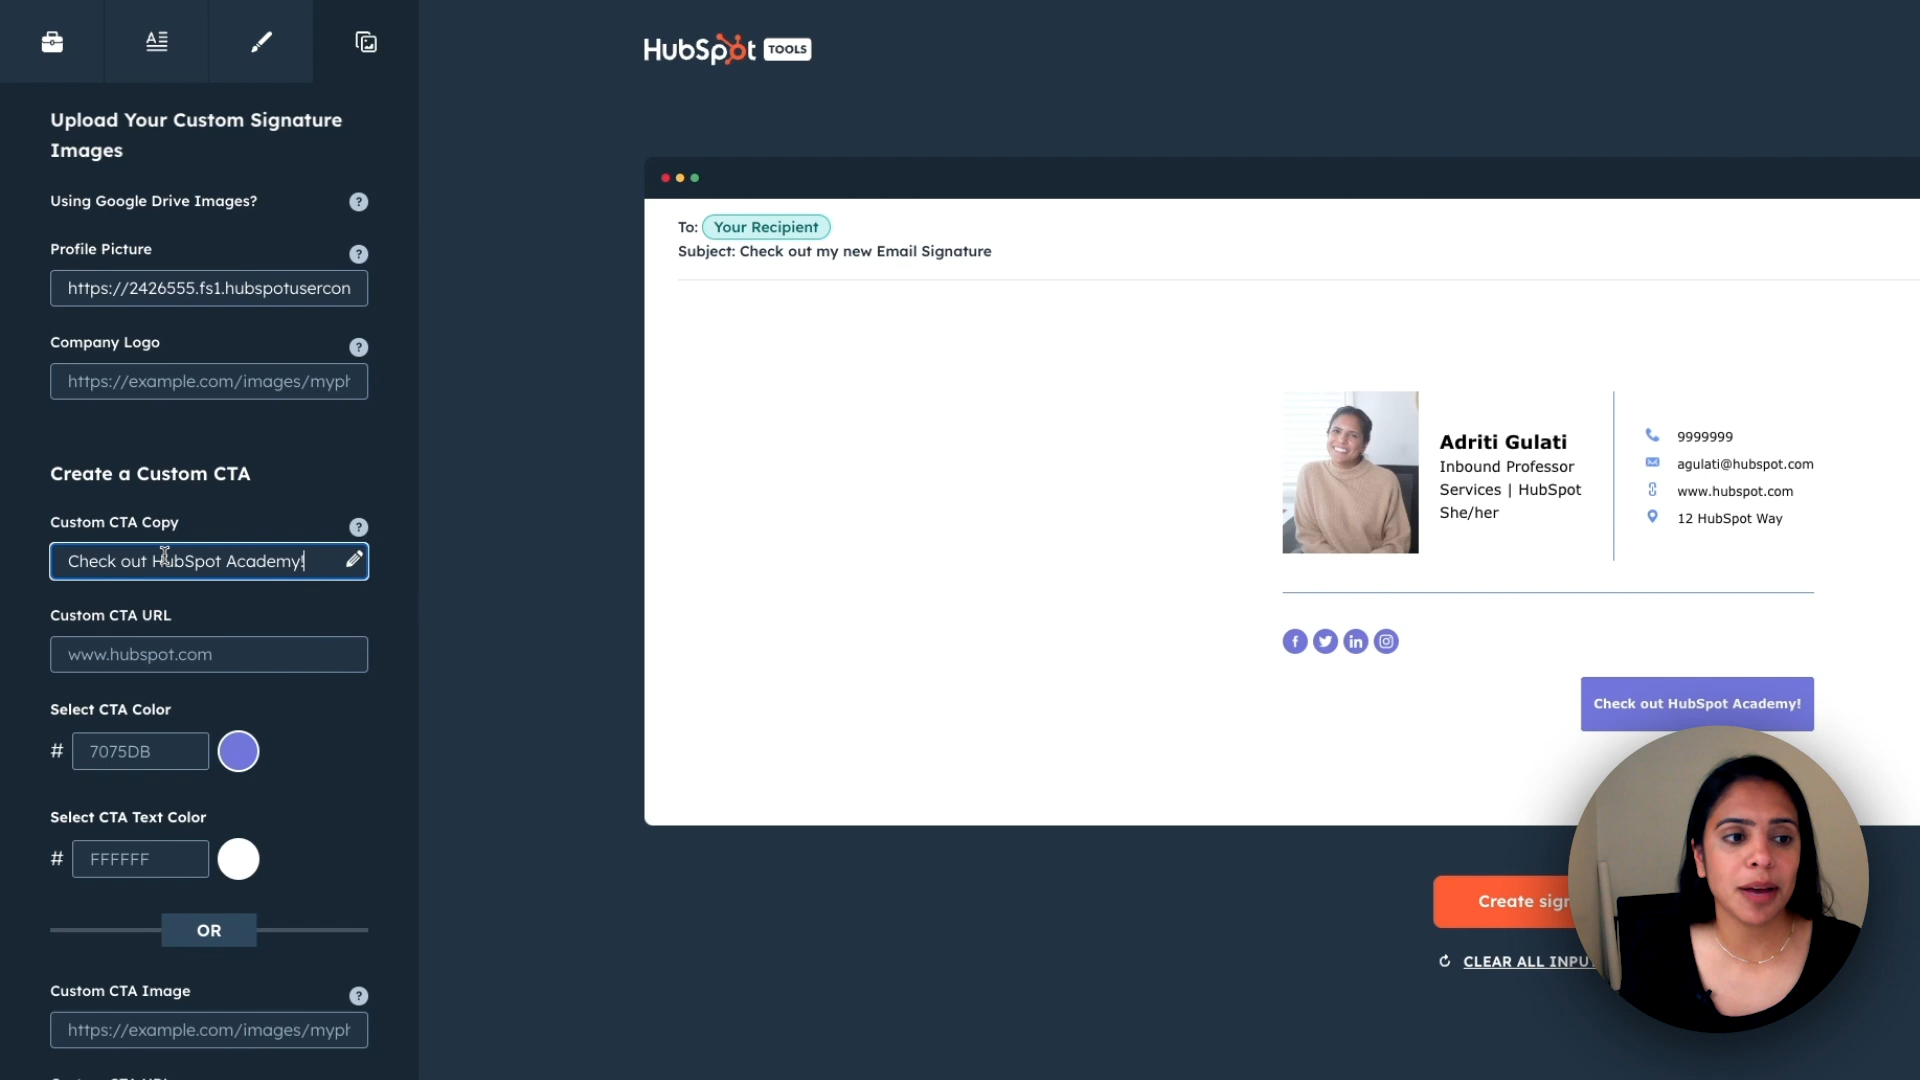 Upload Your Custom Signature
Images
Using Google Drive Images?
?
Profile Picture
?
https://2426555.fs1.hubspotusercon
Company Logo
?
https://example.com/images/myph
Create a Custom CTA
Custom CTA Copy
?
Check out HubSpot Academy!
Custom CTA URL
www.hubspot.com
Select CTA Color
# 7075DB
Select CTA Text Color
# FFFFFF
OR
Custom CTA Image
?
https://example.com/images/myph
HubSpot TOOLS
To: Your Recipient
Subject: Check out my new Email Signature
Adriti Gulati
Inbound Professor
Services | HubSpot
She/her
9999999
agulati@hubspot.com
www.hubspot.com
12 HubSpot Way
Check out HubSpot Academy!
Create sign
CLEAR ALL INPU